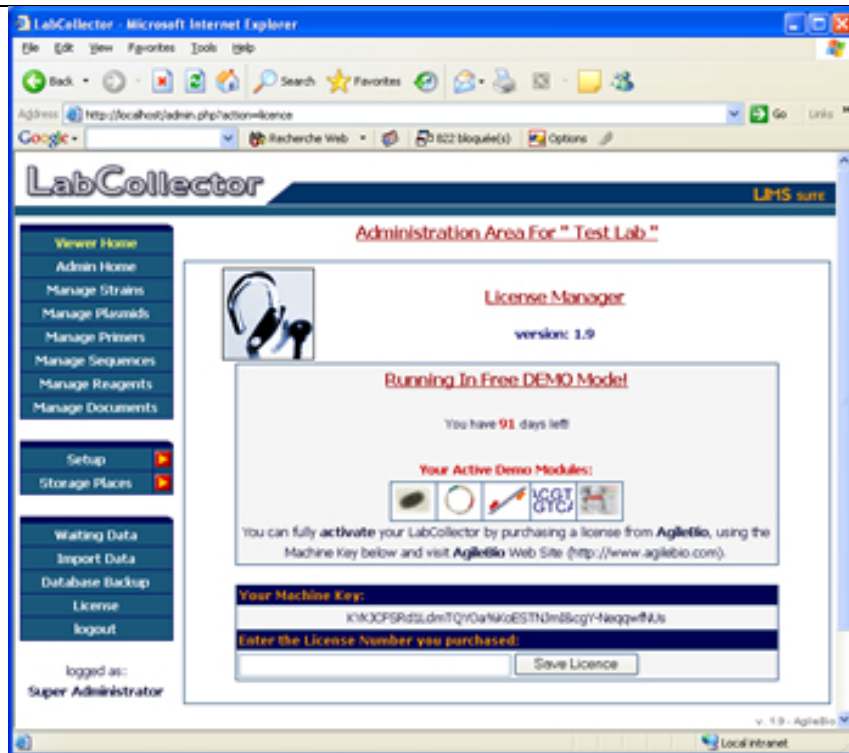 LabCollector - Microsoft Internet Explorer
File Edit View Favorites Tools Help
Back Search Favorites
Address http://localhost/admin.php?action=licence Go Links
Google Recherche Web 822 bloquée(s) Options
LabCollector
LIMS SUITE
Viewer Home
Admin Home
Manage Strains
Manage Plasmids
Manage Primers
Manage Sequences
Manage Reagents
Manage Documents
Setup
Storage Places
Waiting Data
Import Data
Database Backup
License
logout
logged as:
Super Administrator
Administration Area For " Test Lab "
License Manager
version: 1.9
Running In Free DEMO Mode!
You have 91 days left!
Your Active Demo Modules:
You can fully activate your LabCollector by purchasing a license from AgileBio, using the
Machine Key below and visit AgileBio Web Site (http://www.agilebio.com).
Your Machine Key:
Enter the License Number you purchased:
Save Licence
v. 1.9 - AgileBio
Local intranet